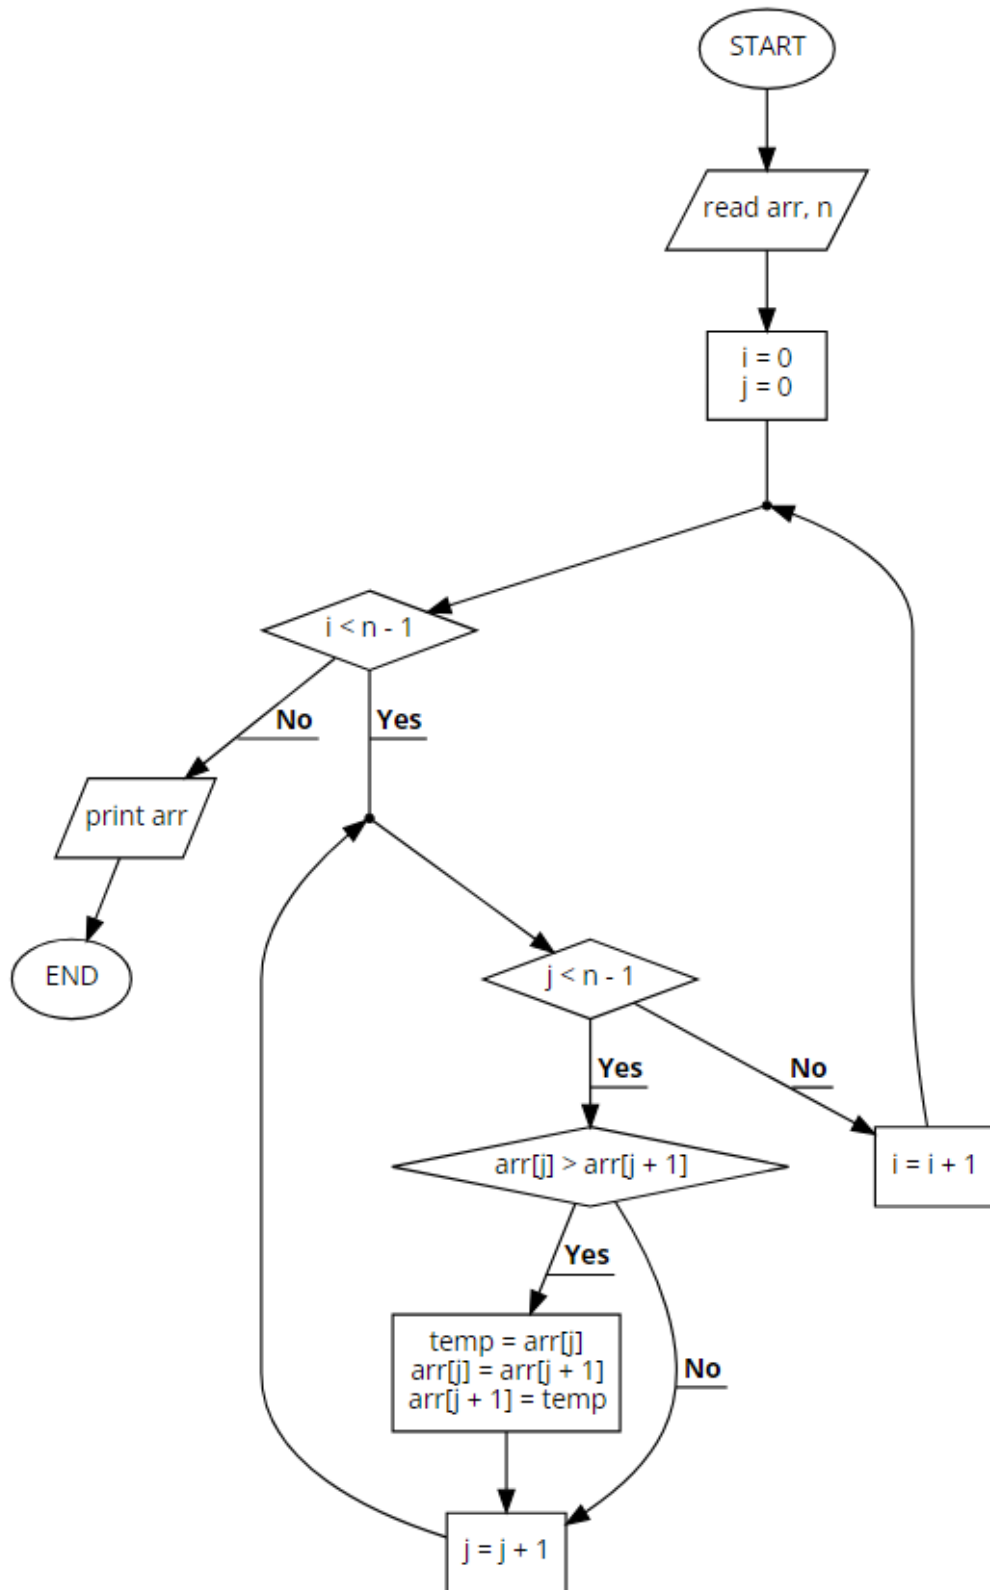 START
read arr, n
i = 0
j = 0
i < n - 1
No
Yes
print arr
END
j < n - 1
Yes
No
arr[j] > arr[j + 1]
i = i + 1
Yes
temp = arr[j]
arr[j] = arr[j + 1]
arr[j + 1] = temp
No
j = j + 1